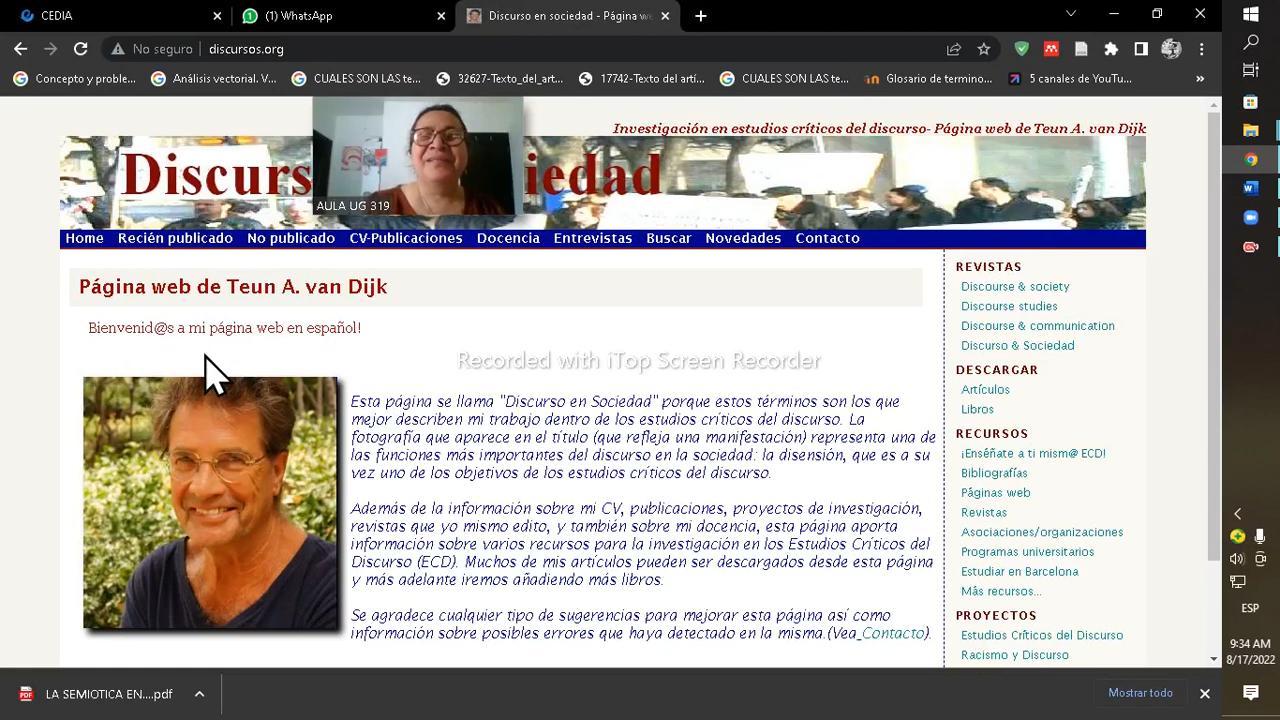 CEDIA
(1) WhatsApp
Discurso en sociedad - Página we
No seguro
discursos.org
Concepto y proble...
Análisis vectorial. V...
CUALES SON LAS te...
32627-Texto_del_art...
17742-Texto del artí...
CUALES SON LAS te...
Glosario de termino...
5 canales de YouTu...
Investigación en estudios críticos del discurso- Página web de Teun A. van Dijk
Discurs iedad
AULA UG 319
Home Recién publicado No publicado CV-Publicaciones Docencia Entrevistas Buscar Novedades Contacto
Página web de Teun A. van Dijk
Bienvenid@s a mi página web en español!
Recorded with iTop Screen Recorder
Esta página se llama "Discurso en Sociedad" porque estos términos son los que
mejor describen mi trabajo dentro de los estudios críticos del discurso. La
fotografía que aparece en el título (que refleja una manifestación) representa una de
las funciones más importantes del discurso en la sociedad: la disensión, que es a su
vez uno de los objetivos de los estudios críticos del discurso.
Además de la información sobre mi CV, publicaciones, proyectos de investigación,
revistas que yo mismo edito, y también sobre mi docencia, esta página aporta
información sobre varios recursos para la investigación en los Estudios Críticos del
Discurso (ECD). Muchos de mis artículos pueden ser descargados desde esta página
y más adelante iremos añadiendo más libros.
Se agradece cualquier tipo de sugerencias para mejorar esta página así como
información sobre posibles errores que haya detectado en la misma.(Vea Contacto).
REVISTAS
Discourse & society
Discourse studies
Discourse & communication
Discurso & Sociedad
DESCARGAR
Artículos
Libros
RECURSOS
¡Enséñate a ti mism@ ECD!
Bibliografías
Páginas web
Revistas
Asociaciones/organizaciones
Programas universitarios
Estudiar en Barcelona
Más recursos...
PROYECTOS
Estudios Críticos del Discurso
Racismo y Discurso
ESP
9:34 AM
8/17/2022
LA SEMIOTICA EN....pdf
Mostrar todo